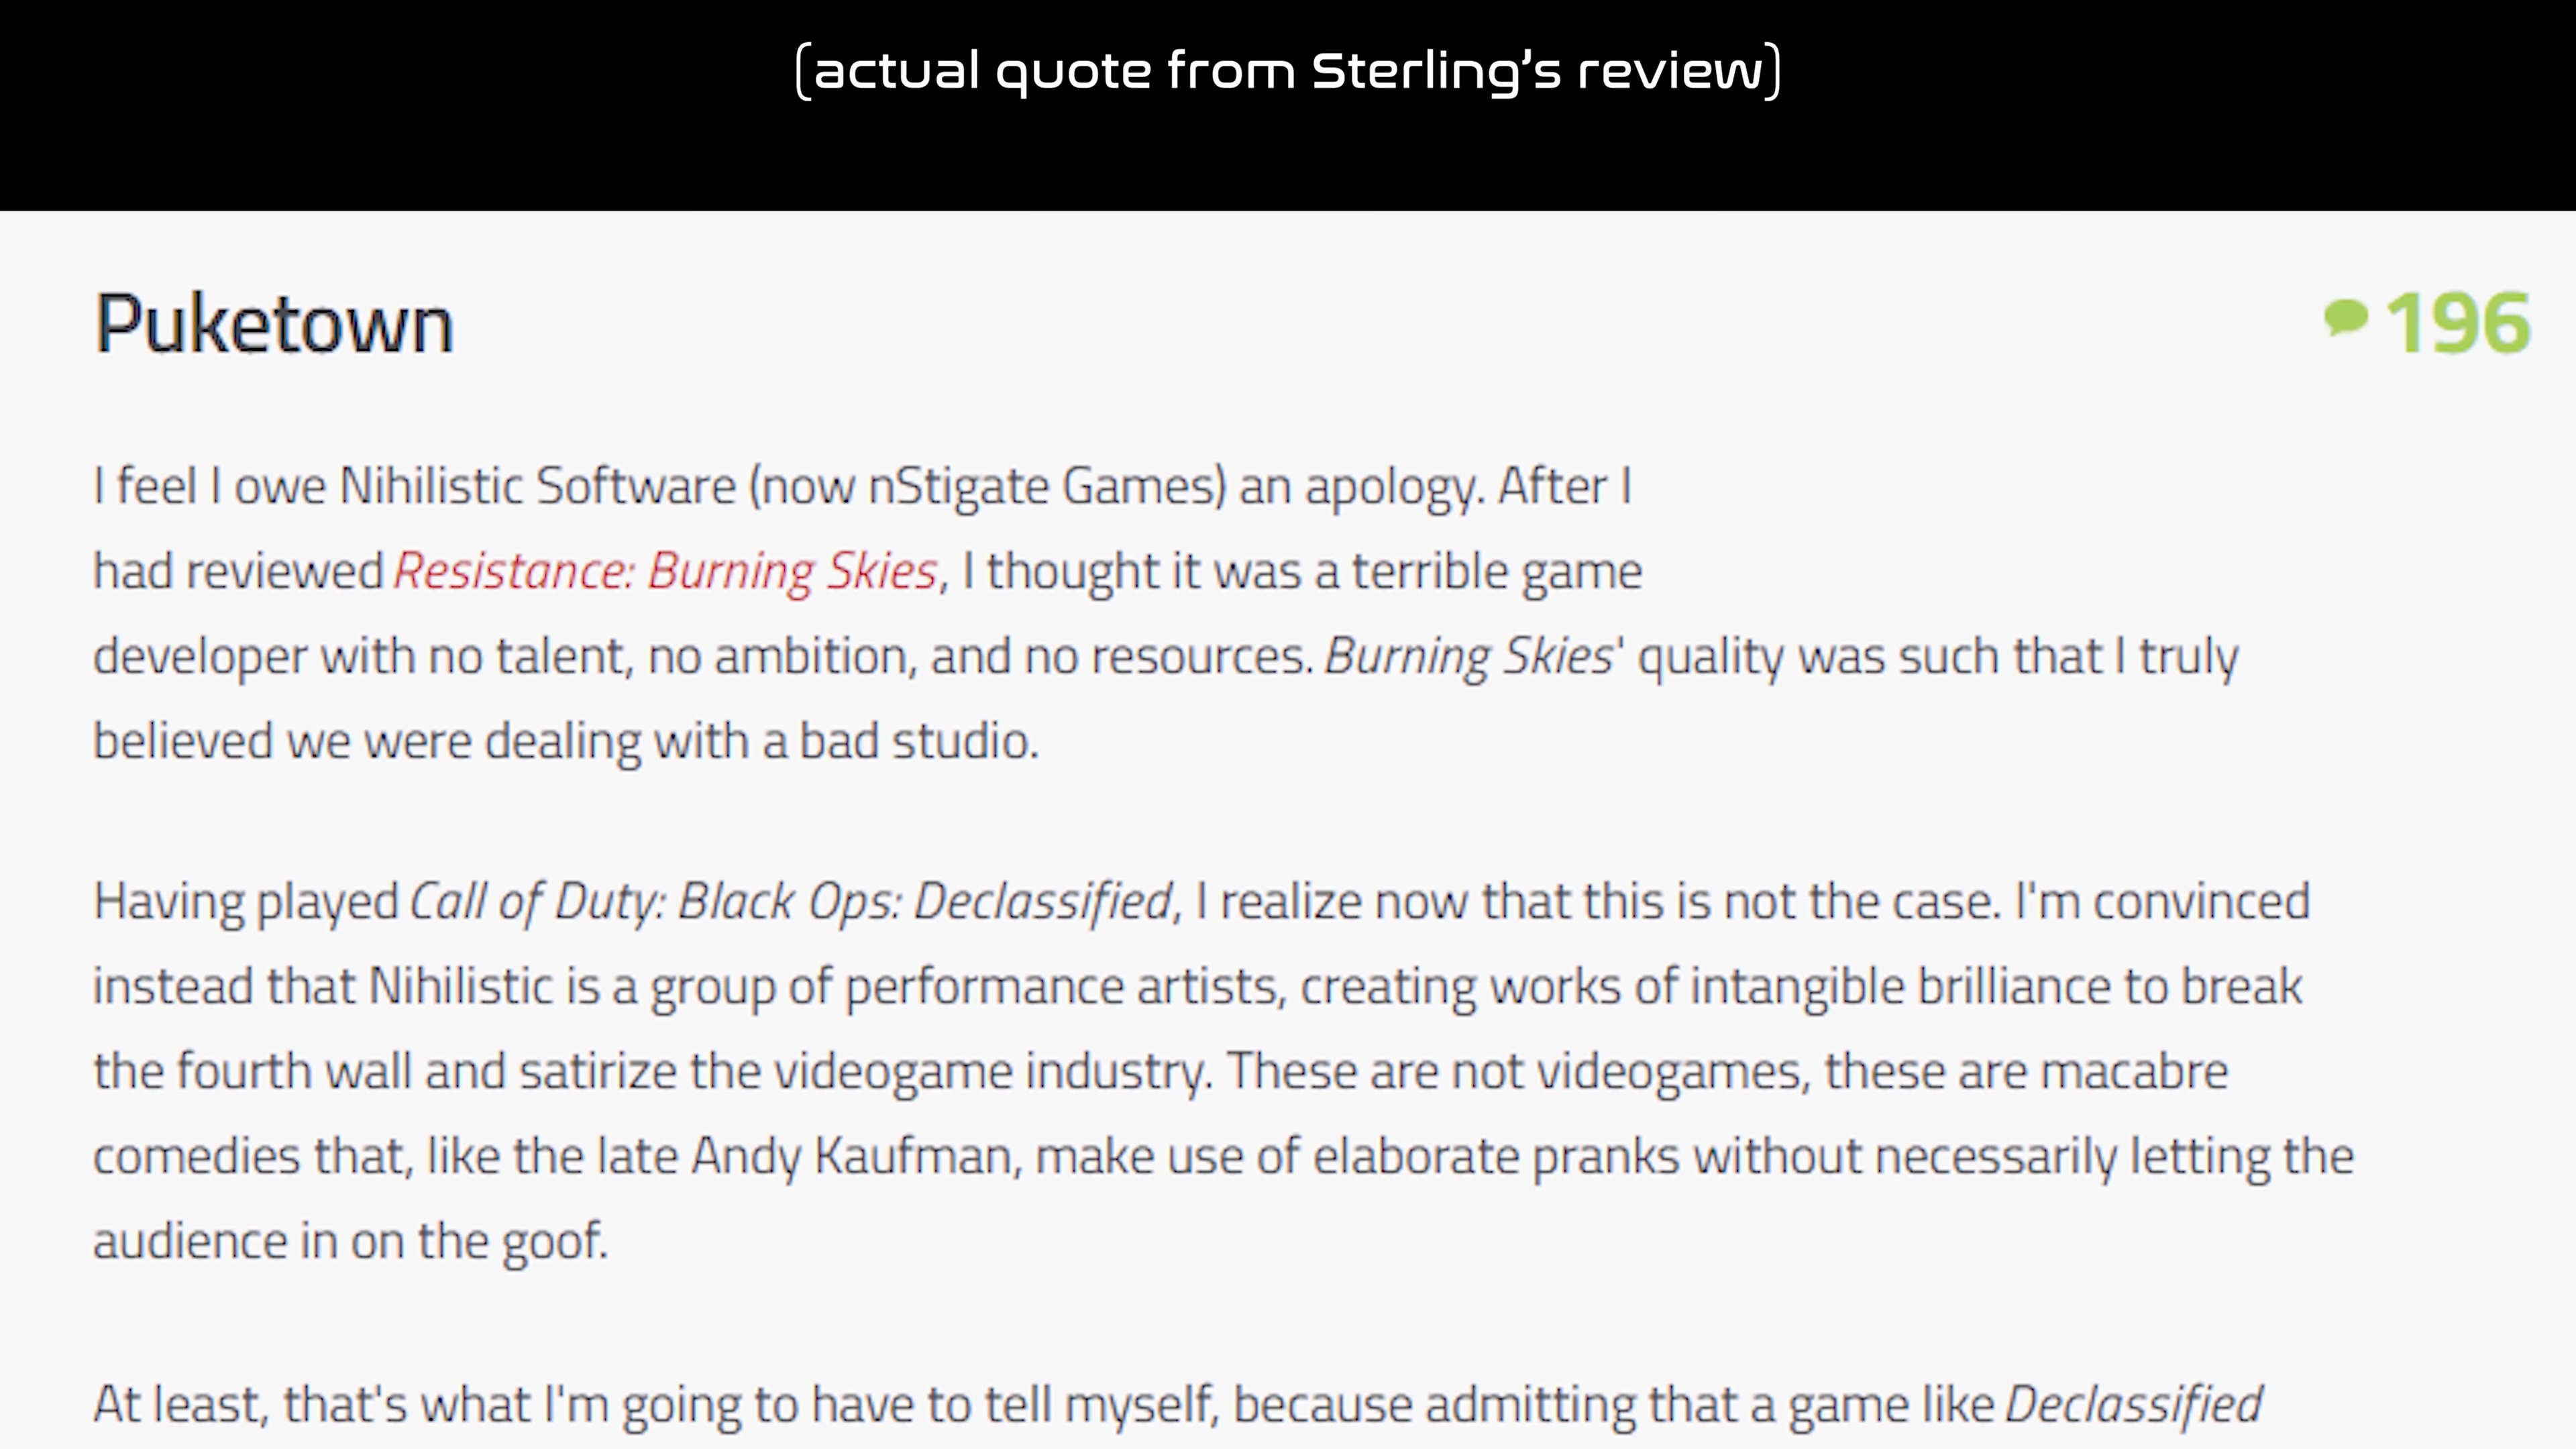 (actual quote from Sterling's review)
Puketown
196
I feel I owe Nihilistic Software (now nStigate Games) an apology. After I
had reviewed Resistance: Burning Skies, I thought it was a terrible game
developer with no talent, no ambition, and no resources. Burning Skies' quality was such that I truly
believed we were dealing with a bad studio.
Having played Call of Duty: Black Ops: Declassified, I realize now that this is not the case. I'm convinced
instead that Nihilistic is a group of performance artists, creating works of intangible brilliance to break
the fourth wall and satirize the videogame industry. These are not videogames, these are macabre
comedies that, like the late Andy Kaufman, make use of elaborate pranks without necessarily letting the
audience in on the goof.
At least, that's what I'm going to have to tell myself, because admitting that a game like Declassified